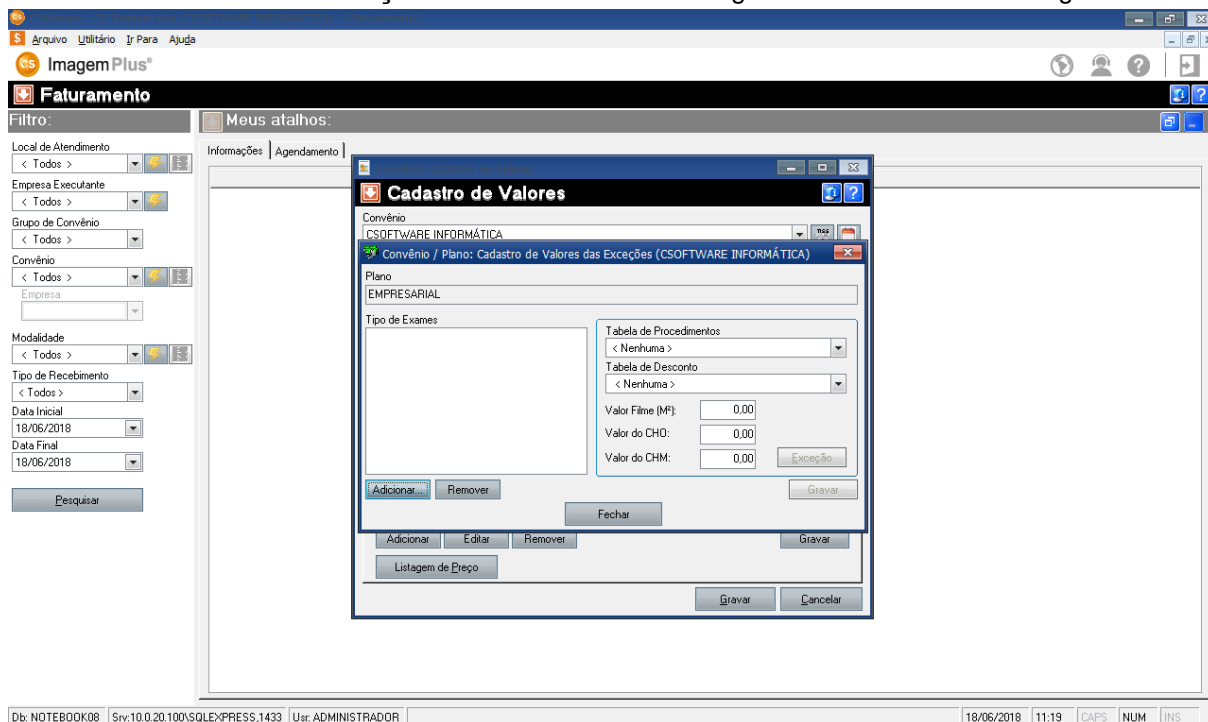 Arquivo Utilitário Ir Para Ajuda
ImagemPlus®
Faturamento
Filtro:
Meus atalhos:
Local de Atendimento
< Todos >
Empresa Executante
< Todos >
Grupo de Convênio
< Todos >
Convênio
< Todos >
Empresa
Modalidade
< Todos >
Tipo de Recebimento
< Todos >
Data Inicial
18/06/2018
Data Final
18/06/2018
Pesquisar
Informações Agendamento
Cadastro de Valores
Convênio
CSOFTWARE INFORMÁTICA
Convênio / Plano: Cadastro de Valores das Exceções (CSOFTWARE INFORMÁTICA)
Plano
EMPRESARIAL
Tipo de Exames
Tabela de Procedimentos
< Nenhuma >
Tabela de Desconto
< Nenhuma >
Valor Filme (M²): 0,00
Valor do CHO: 0,00
Valor do CHM: 0,00 Exceção
Adicionar... Remover Gravar
Fechar
Adicionar Editar Remover Gravar
Listagem de Preço
Gravar Cancelar
Db: NOTEBOOK08 Srv:10.0.20.100\SQLEXPRESS,1433 Usr: ADMINISTRADOR 18/06/2018 11:19 CAPS NUM INS